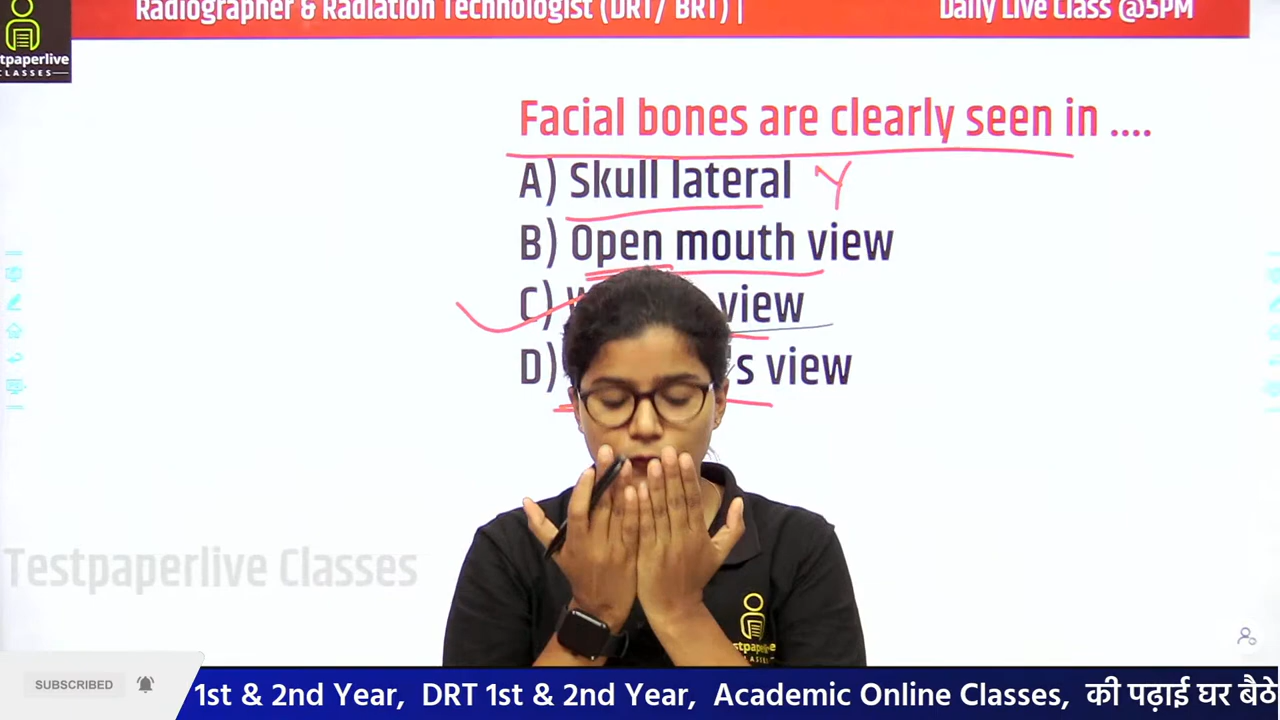 Radiographer & Radiation Technologist (DRT/ BRT) |
Daily Live Class @5PM
tpaperlive
CLASSES
Facial bones are clearly seen in ....
A) Skull lateral
B) Open mouth view
C) view
D) s view
Testpaperlive Classes
stpaperlive
SUBSCRIBED
1st & 2nd Year, DRT 1st & 2nd Year, Academic Online Classes, की पढ़ाई घर बैठे